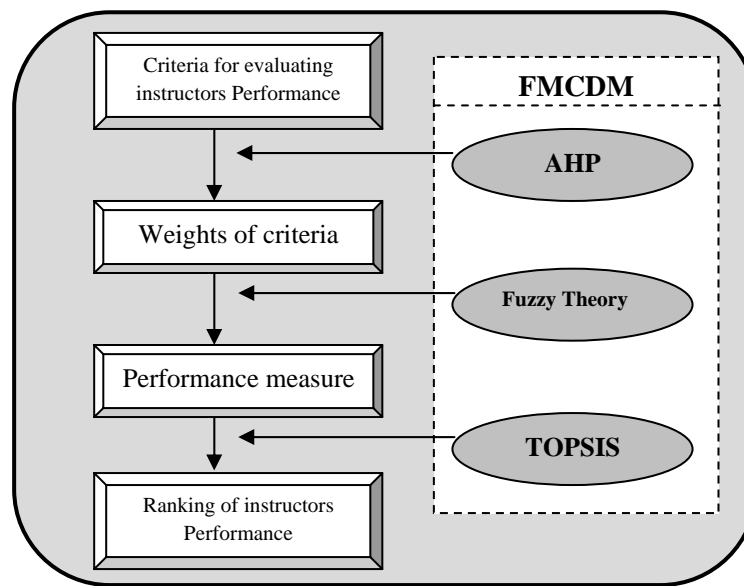 Criteria for evaluating
instructors Performance
FMCDM
AHP
Weights of criteria
Fuzzy Theory
Performance measure
TOPSIS
Ranking of instructors
Performance